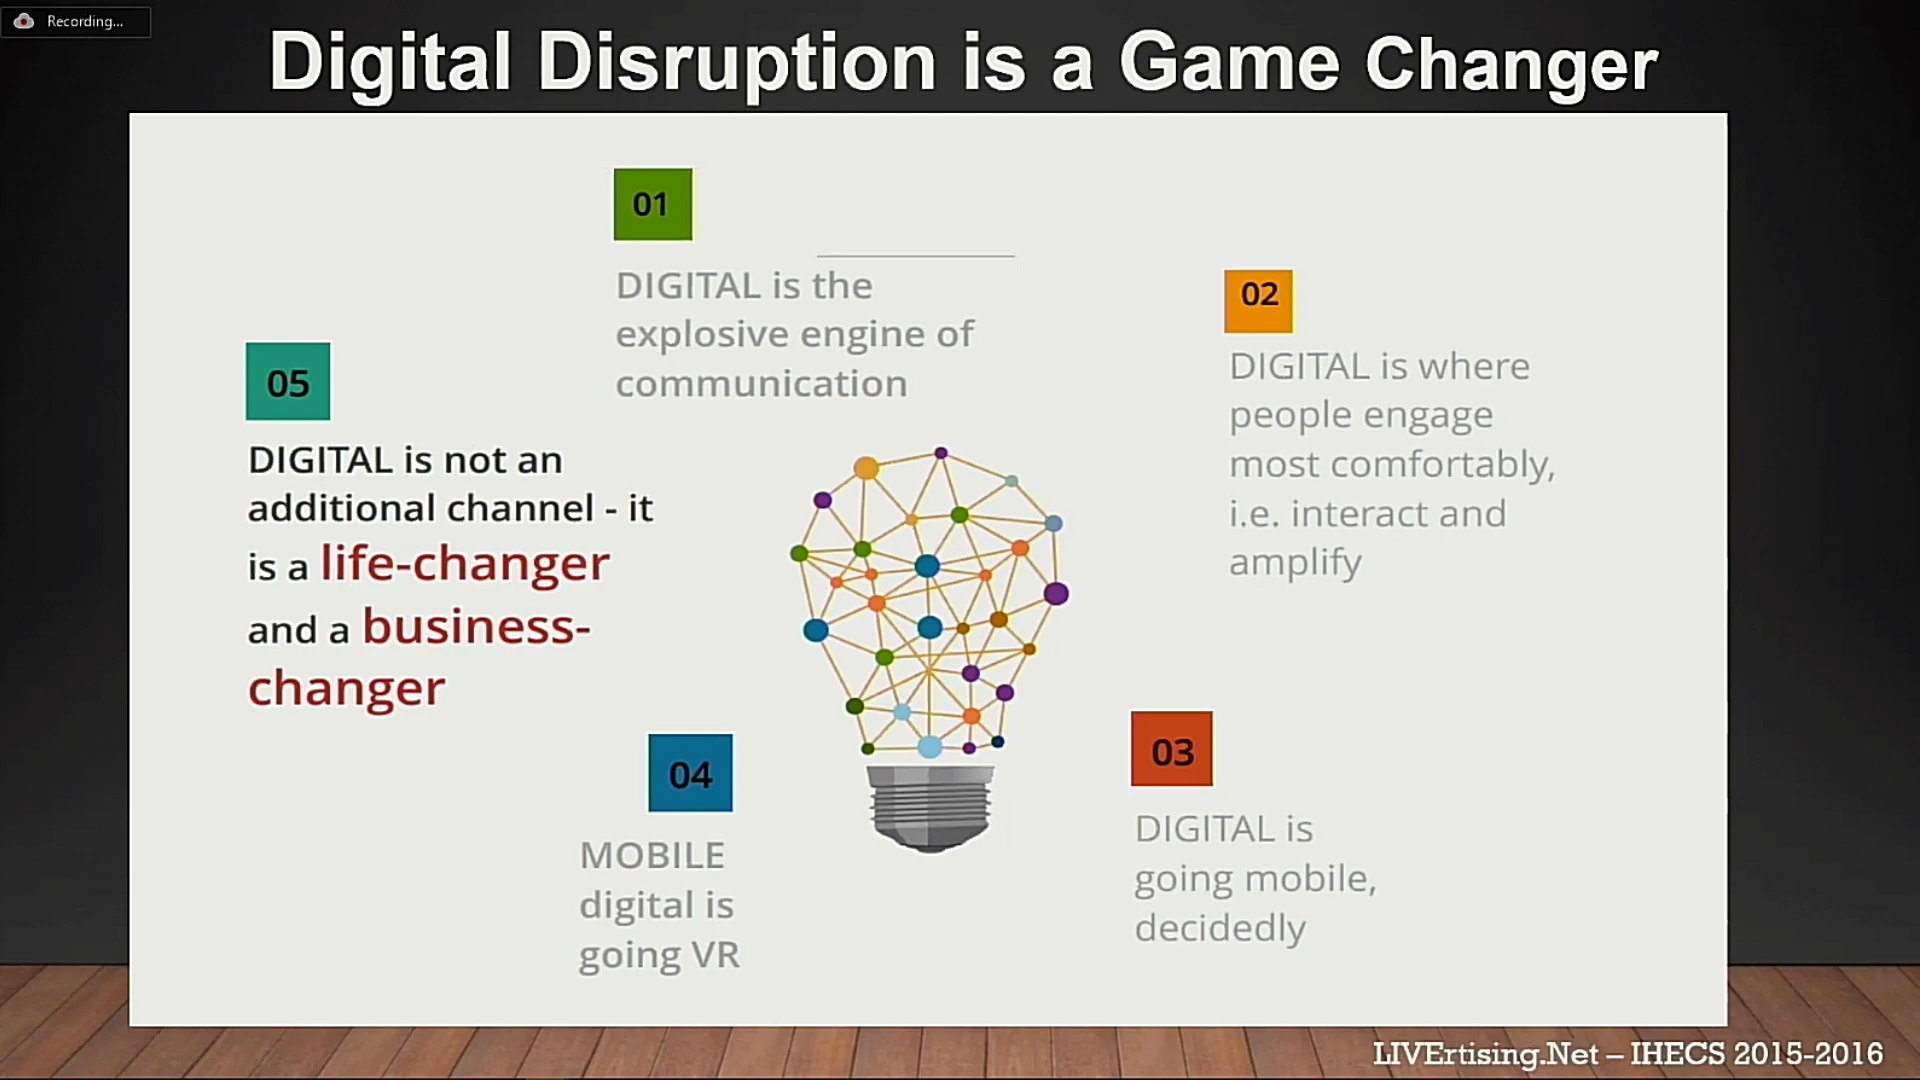 Recording...
Digital Disruption is a Game Changer
01
DIGITAL is the
explosive engine of
communication
02
DIGITAL is where
people engage
most comfortably,
i.e. interact and
amplify
03
DIGITAL is
going mobile,
decidedly
04
MOBILE
digital is
going VR
05
DIGITAL is not an
additional channel - it
is a life-changer
and a business-
changer
LIVErtising.Net – IHECS 2015-2016